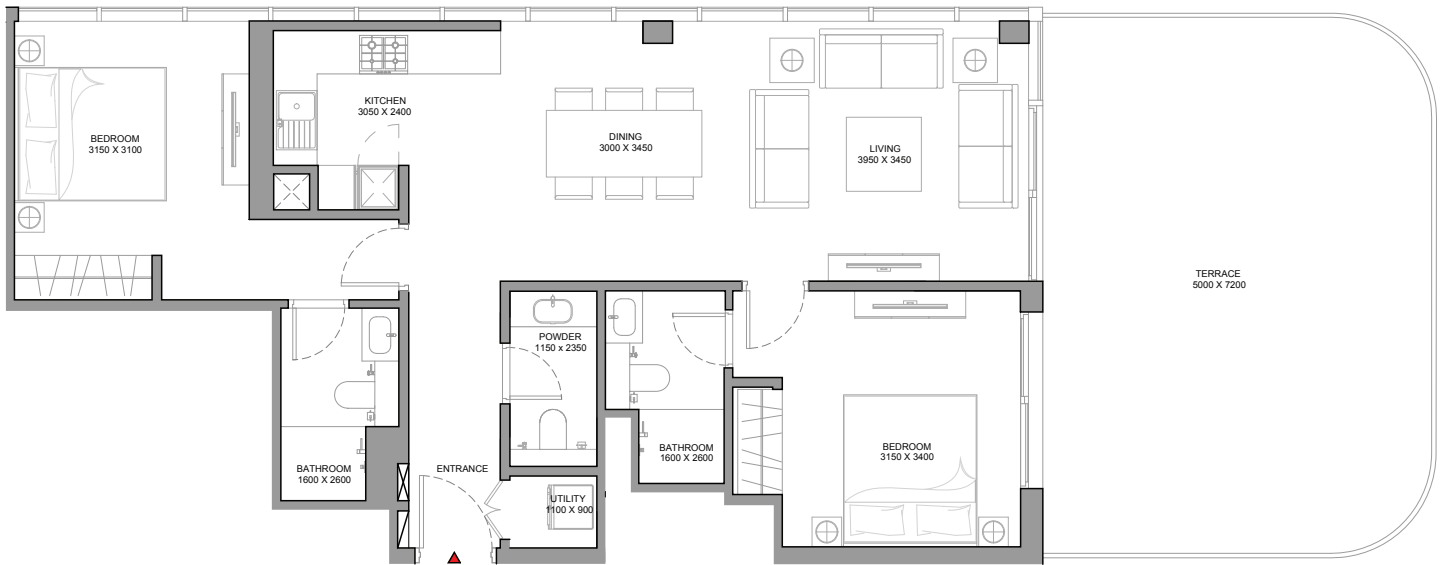 KITCHEN
3050 X 2400
BEDROOM
3150 X 3100
DINING
3000 X 3450
LIVING
3950 X 3450
TERRACE
5000 X 7200
POWDER
1150 x 2350
BATHROOM
1600 X 2600
ENTRANCE
BATHROOM
1600 X 2600
BEDROOM
3150 X 3400
UTILITY
1100 X 900